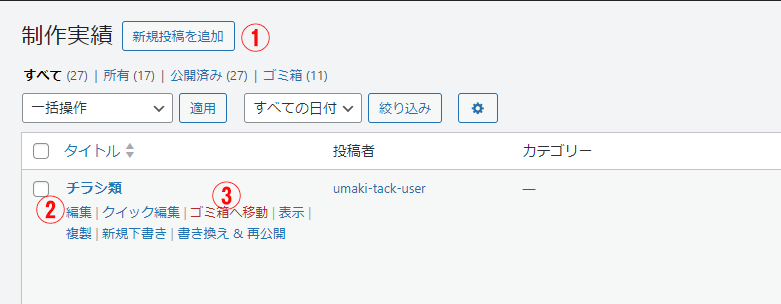 制作実績 新規投稿を追加 ①
すべて (27) | 所有 (17) | 公開済み (27) | ゴミ箱 (11)
一括操作 適用 すべての日付 絞り込み
タイトル 投稿者 カテゴリー
チラシ類 ③ umaki-tack-user —
② 編集 | クイック編集 | ゴミ箱へ移動 | 表示 |
複製 | 新規下書き | 書き換え & 再公開